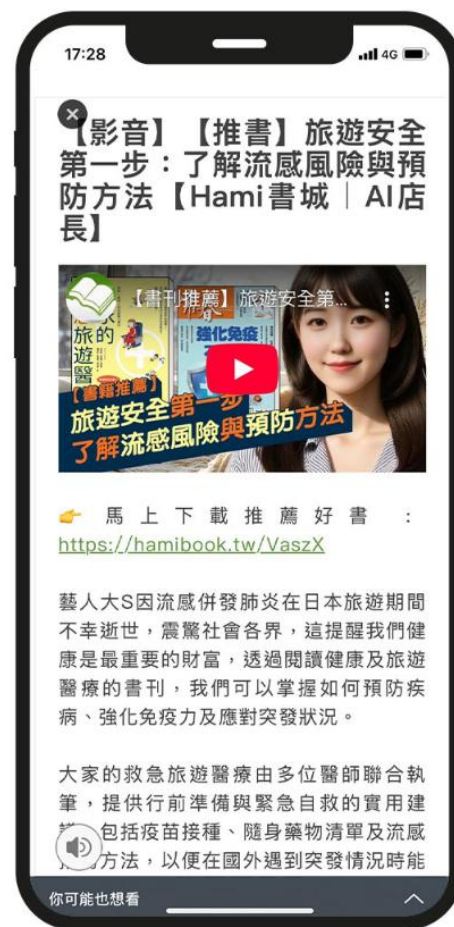 17:28
4G
【影音】【推書】旅遊安全
第一步：了解流感風險與預
防方法【Hami書城｜AI店
長】
【書刊推薦】旅遊安全第...
旅的
遊
醫
強化免疫
【書籍推薦】
旅遊安全第一步
了解流感風險與預防方法
👉 馬上下載推薦好書：
https://hamibook.tw/VaszX
藝人大S因流感併發肺炎在日本旅遊期間
不幸逝世，震驚社會各界，這提醒我們健
康是最重要的財富，透過閱讀健康及旅遊
醫療的書刊，我們可以掌握如何預防疾
病、強化免疫力及應對突發狀況。
大家的救急旅遊醫療由多位醫師聯合執
筆，提供行前準備與緊急自救的實用建
，包括疫苗接種、隨身藥物清單及流感
方法，以便在國外遇到突發情況時能
你可能也想看